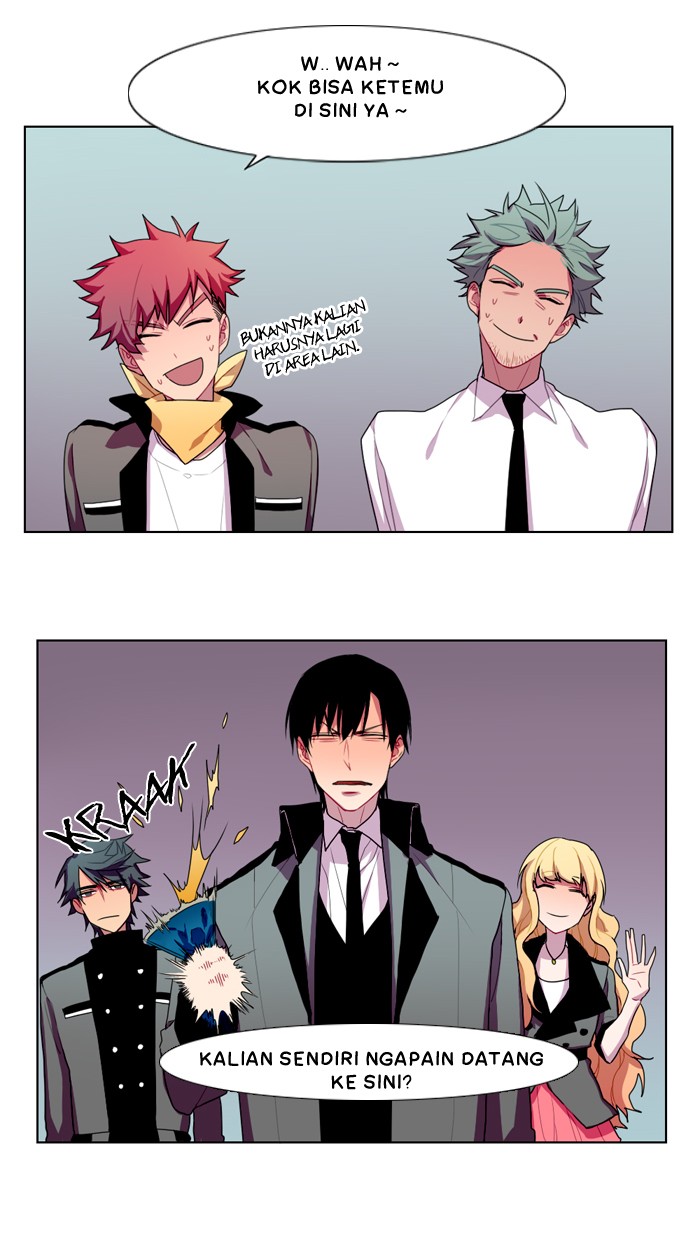 W.. WAH ~
KOK BISA KETEMU
DI SINI YA ~
BUKANNYA KALIAN
HARUSNYA LAGI
DI AREA LAIN.
KRAAK
KALIAN SENDIRI NGAPAIN DATANG
KE SINI?